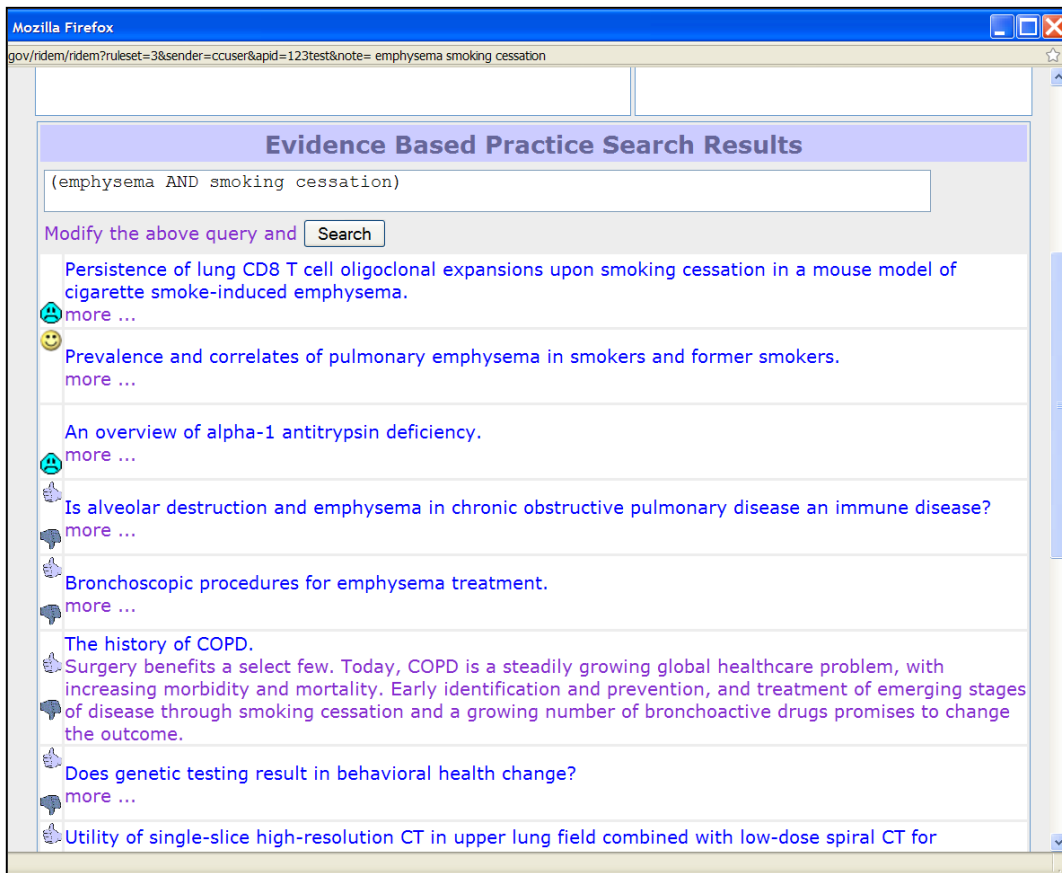 Mozilla Firefox
gov/ridem/ridem?ruleset=3&sender=ccuser&apid=123test&note= emphysema smoking cessation
Evidence Based Practice Search Results
(emphysema AND smoking cessation)
Modify the above query and Search
Persistence of lung CD8 T cell oligoclonal expansions upon smoking cessation in a mouse model of
cigarette smoke-induced emphysema.
more ...
Prevalence and correlates of pulmonary emphysema in smokers and former smokers.
more ...
An overview of alpha-1 antitrypsin deficiency.
more ...
Is alveolar destruction and emphysema in chronic obstructive pulmonary disease an immune disease?
more ...
Bronchoscopic procedures for emphysema treatment.
more ...
The history of COPD.
Surgery benefits a select few. Today, COPD is a steadily growing global healthcare problem, with
increasing morbidity and mortality. Early identification and prevention, and treatment of emerging stages
of disease through smoking cessation and a growing number of bronchoactive drugs promises to change
the outcome.
Does genetic testing result in behavioral health change?
more ...
Utility of single-slice high-resolution CT in upper lung field combined with low-dose spiral CT for